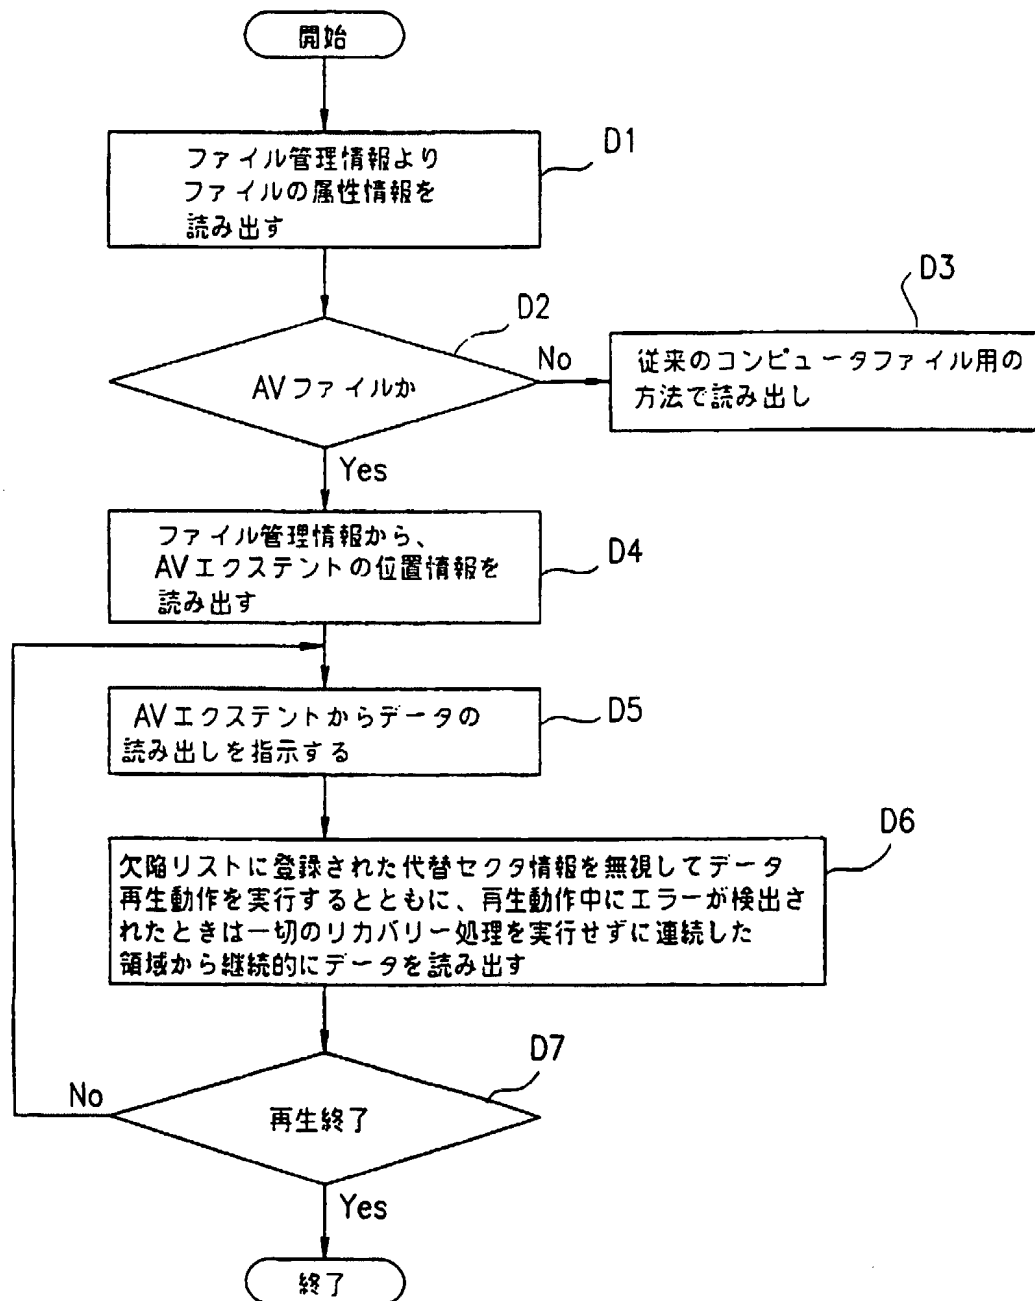 開始
D1
ファイル管理情報より
ファイルの属性情報を
読み出す
D2
AVファイルか
No
D3
従来のコンピュータファイル用の
方法で読み出し
Yes
D4
ファイル管理情報から、
AVエクステントの位置情報を
読み出す
D5
AVエクステントからデータの
読み出しを指示する
D6
欠陥リストに登録された代替セクタ情報を無視してデータ
再生動作を実行するとともに、再生動作中にエラーが検出さ
れたときは一切のリカバリー処理を実行せずに連続した
領域から継続的にデータを読み出す
D7
No
再生終了
Yes
終了